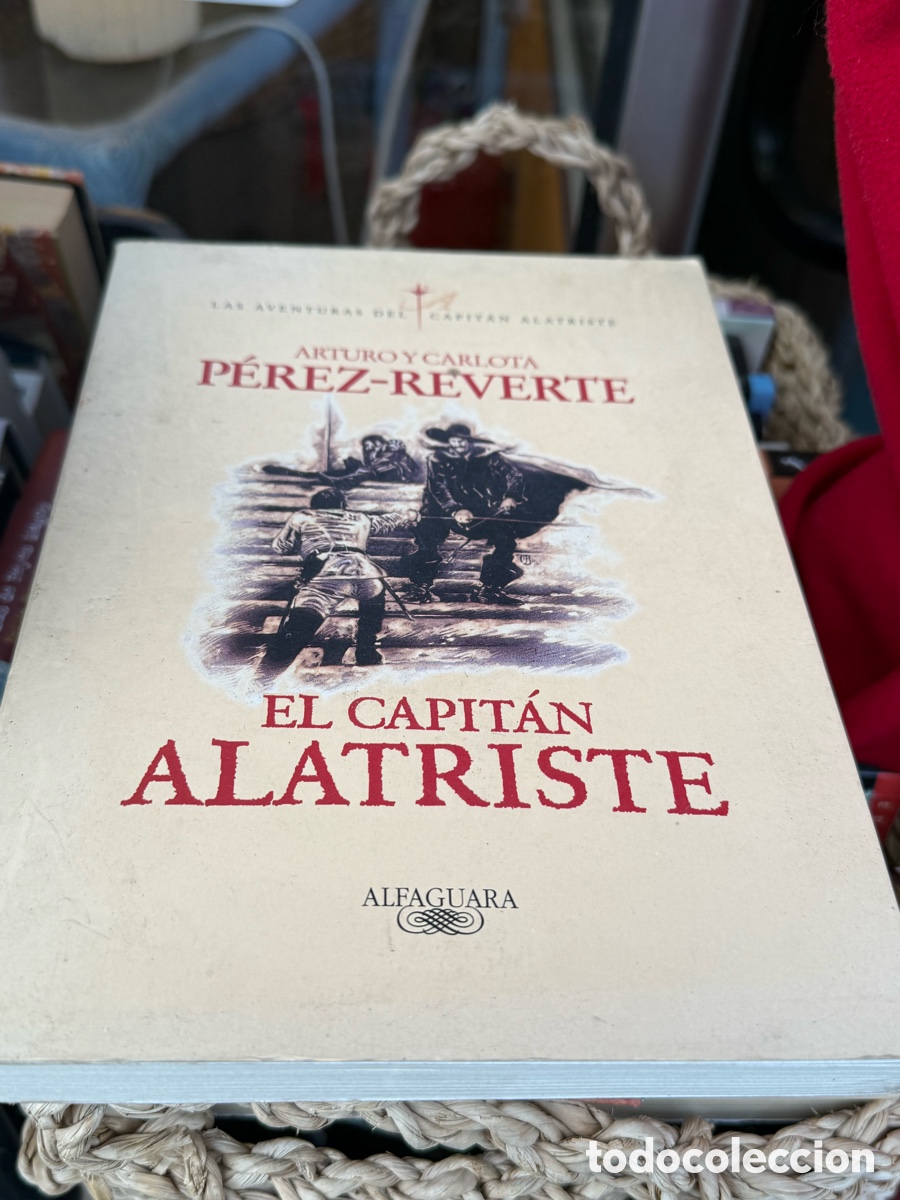 LAS AVENTURAS DEL CAPITÁN ALATRISTE
ARTURO Y CARLOTA
PÉREZ-REVERTE
EL CAPITÁN
ALATRISTE
ALFAGUARA
todocoleccion